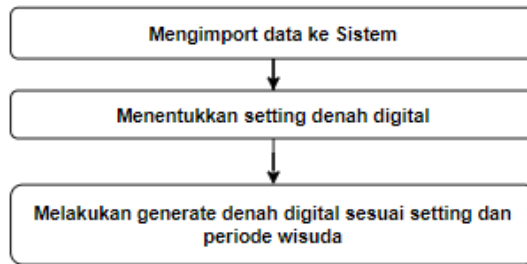 Mengimport data ke Sistem
Menentukkan setting denah digital
Melakukan generate denah digital sesuai setting dan
periode wisuda